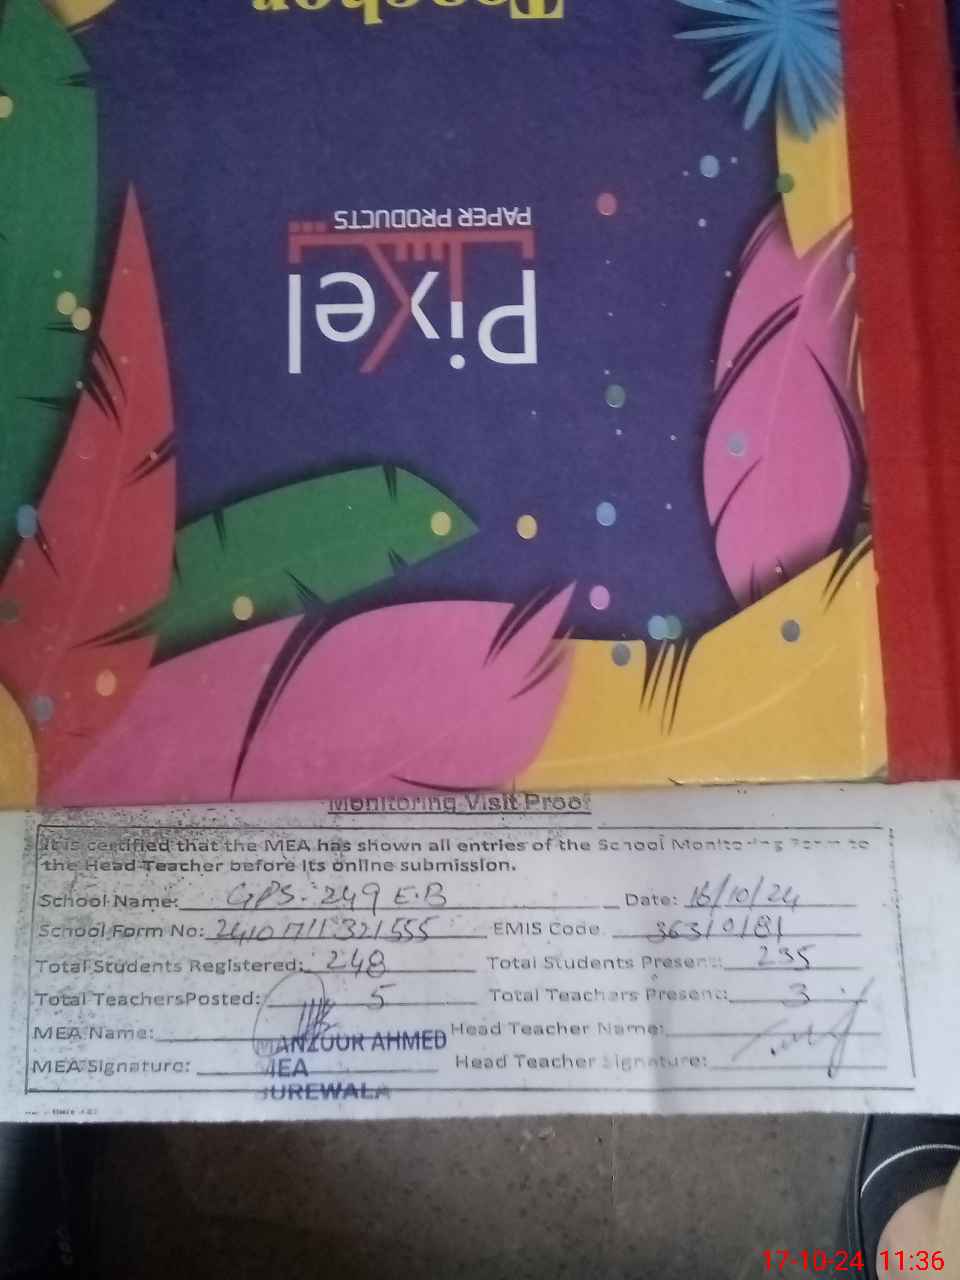 Teacher
PAPER PRODUCTS
Pixel
Monitoring Visit Proof
It is certified that the MEA has shown all entries of the School Monitoring Form to
the Head Teacher before its online submission.
School Name: GPS. 249 E.B Date: 16/10/24
School Form No: EMIS Code 36310181
Total Students Registered: 248 Total Students Present: 235
Total TeachersPosted: 5 Total Teachers Present: 3
MEA Name: Head Teacher Name:
MANZOOR AHMED
MEA Signature: Head Teacher Signature:
MEA
BUREWALA
17-10-24 11:36